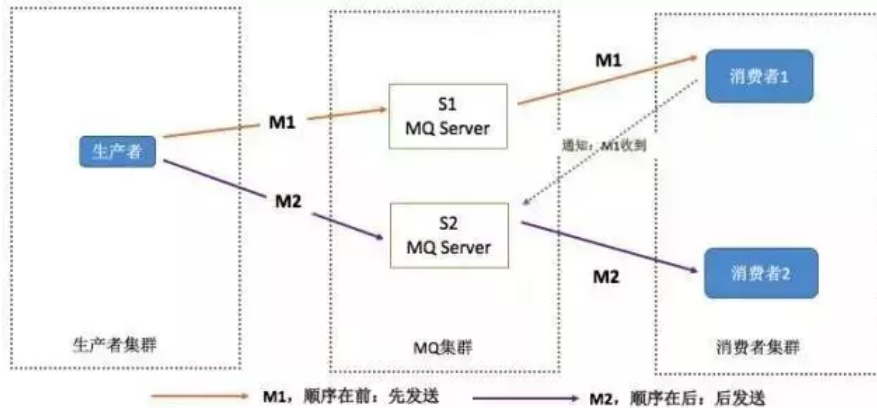 M1
消费者1
S1
MQ Server
M1
生产者
通知：M1收到
M2
S2
MQ Server
M2
消费者2
生产者集群
MQ集群
消费者集群
M1，顺序在前：先发送
M2，顺序在后：后发送